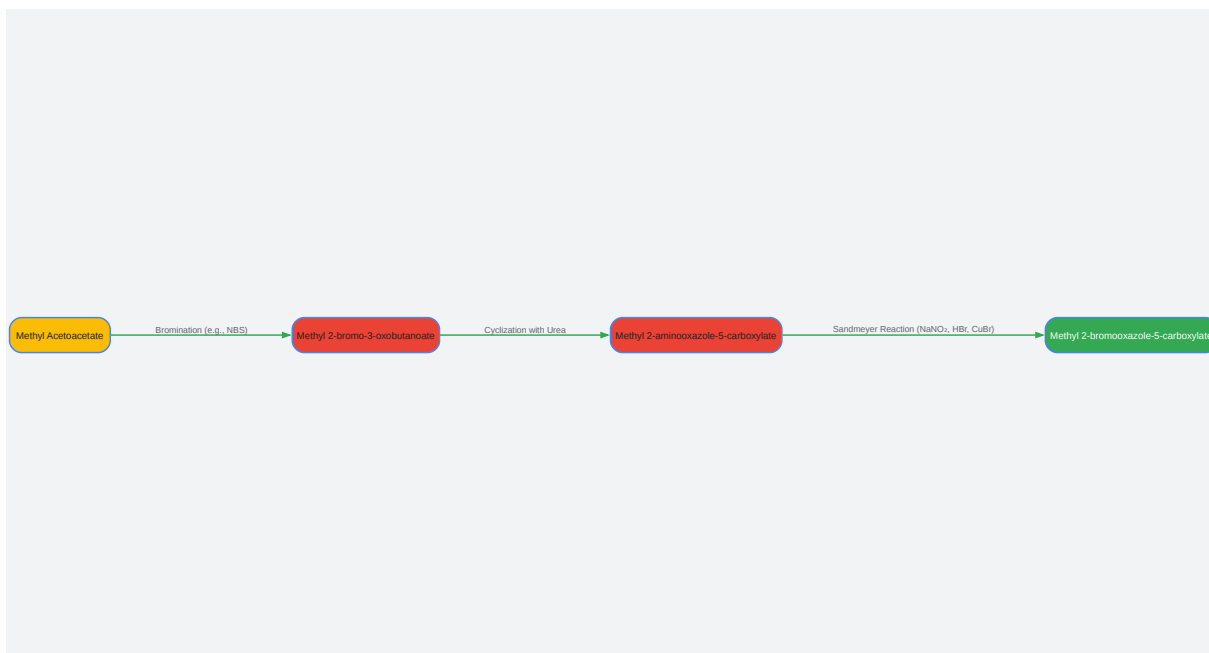 Methyl Acetoacetate
Bromination (e.g., NBS)
Methyl 2-bromo-3-oxobutanoate
Cyclization with Urea
Methyl 2-aminooxazole-5-carboxylate
Sandmeyer Reaction (NaNO₂, HBr, CuBr)
Methyl 2-bromooxazole-5-carboxylate